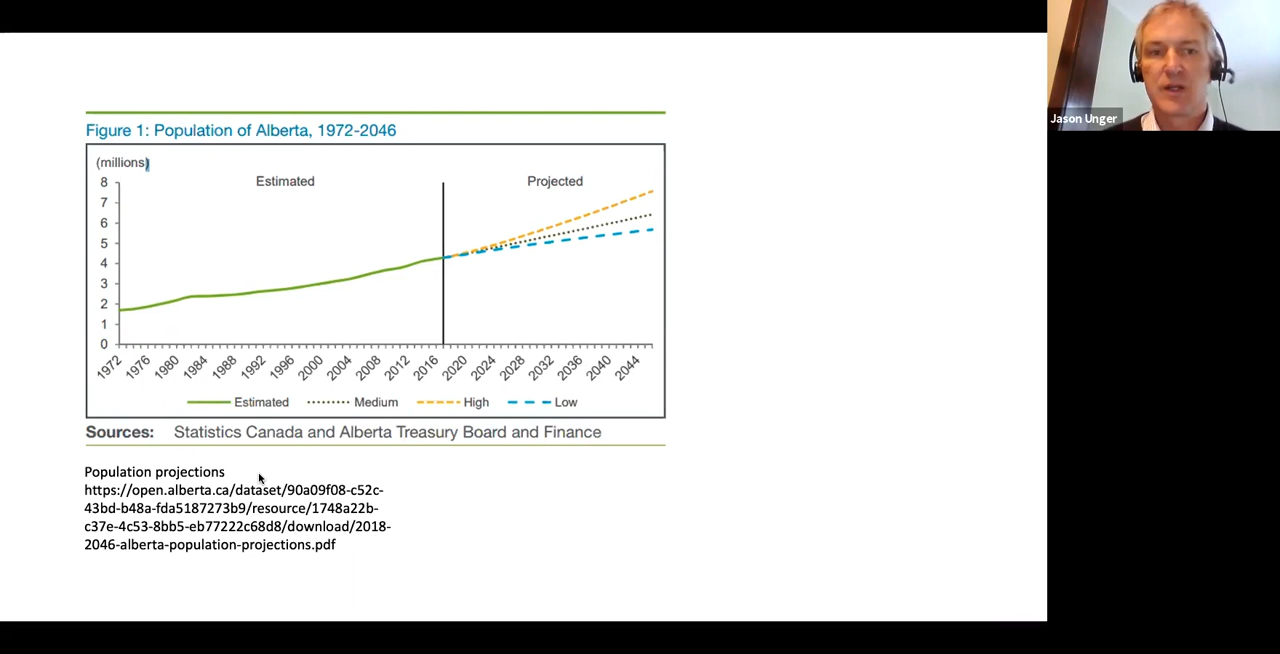 Figure 1: Population of Alberta, 1972-2046
(millions)
Estimated
Projected
8
7
6
5
4
3
2
1
0
1972
1976
1980
1984
1988
1992
1996
2000
2004
2008
2012
2016
2020
2024
2028
2032
2036
2040
2044
Estimated
Medium
High
Low
Sources: Statistics Canada and Alberta Treasury Board and Finance
Population projections
https://open.alberta.ca/dataset/90a09f08-c52c-
43bd-b48a-fda5187273b9/resource/1748a22b-
c37e-4c53-8bb5-eb77222c68d8/download/2018-
2046-alberta-population-projections.pdf
Jason Unger